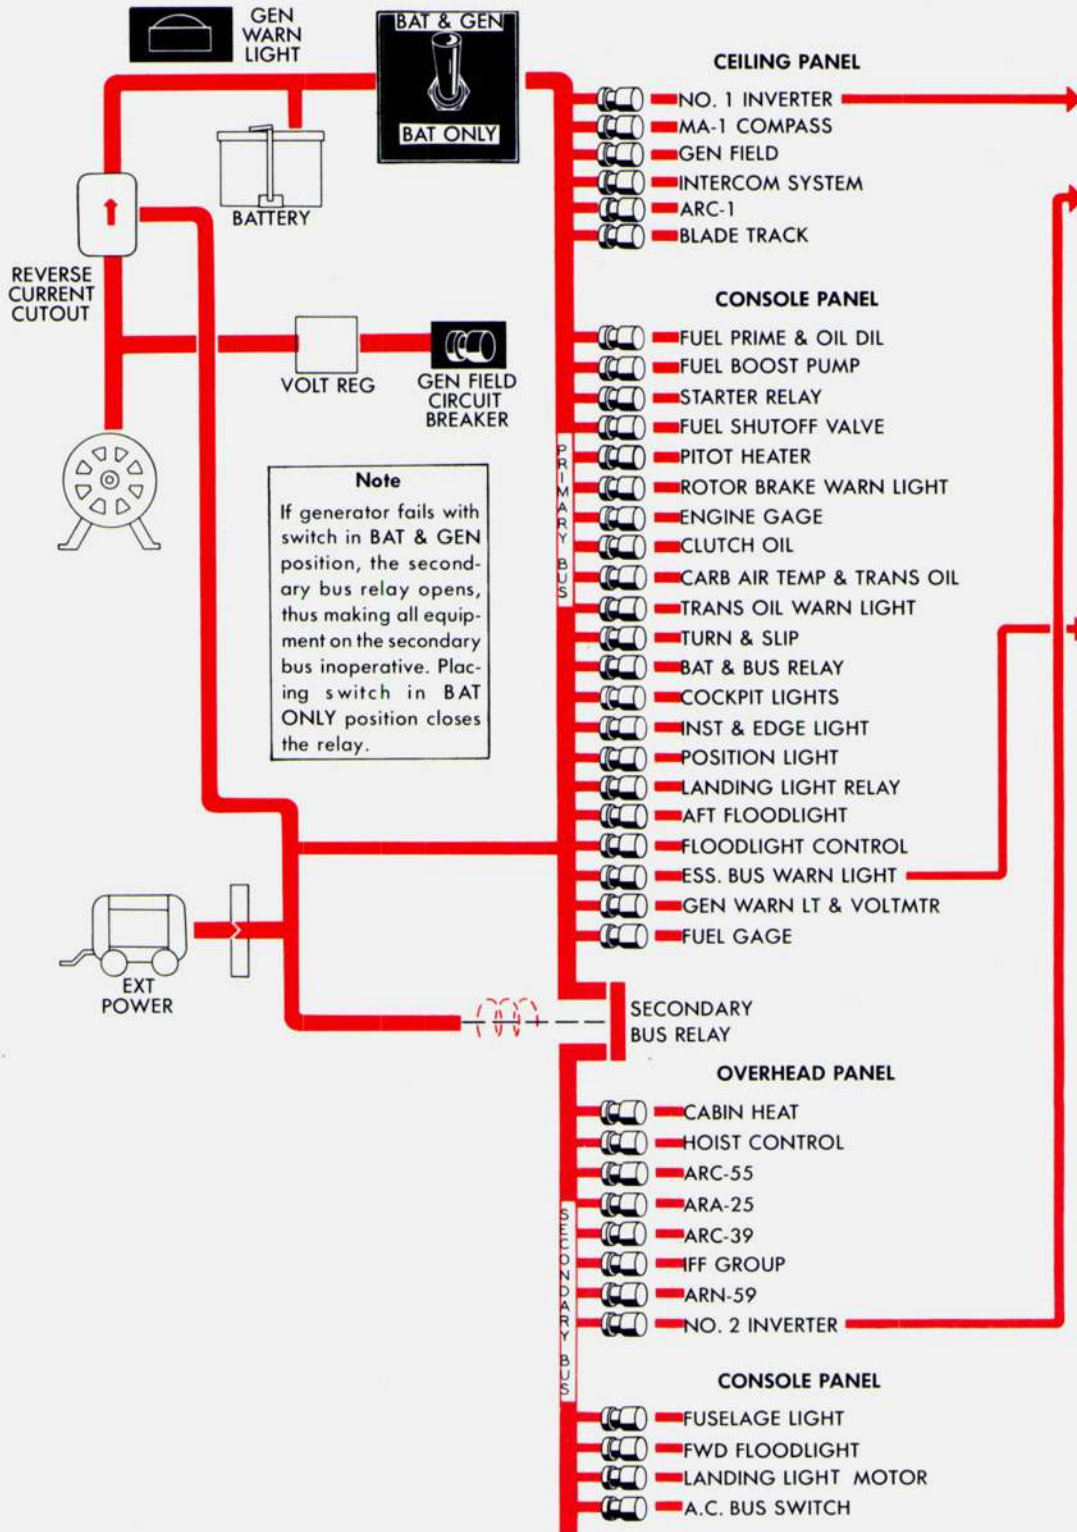 GEN
WARN
LIGHT
BAT & GEN
BAT ONLY
BATTERY
REVERSE
CURRENT
CUTOUT
VOLT REG
GEN FIELD
CIRCUIT
BREAKER
Note
If generator fails with
switch in BAT & GEN
position, the second-
ary bus relay opens,
thus making all equip-
ment on the secondary
bus inoperative. Plac-
ing switch in BAT
ONLY position closes
the relay.
EXT
POWER
CEILING PANEL
NO. 1 INVERTER
MA-1 COMPASS
GEN FIELD
INTERCOM SYSTEM
ARC-1
BLADE TRACK
CONSOLE PANEL
FUEL PRIME & OIL DIL
FUEL BOOST PUMP
STARTER RELAY
FUEL SHUTOFF VALVE
PITOT HEATER
ROTOR BRAKE WARN LIGHT
ENGINE GAGE
CLUTCH OIL
CARB AIR TEMP & TRANS OIL
TRANS OIL WARN LIGHT
TURN & SLIP
BAT & BUS RELAY
COCKPIT LIGHTS
INST & EDGE LIGHT
POSITION LIGHT
LANDING LIGHT RELAY
AFT FLOODLIGHT
FLOODLIGHT CONTROL
ESS. BUS WARN LIGHT
GEN WARN LT & VOLTMTR
FUEL GAGE
PRIMARY BUS
SECONDARY
BUS RELAY
OVERHEAD PANEL
CABIN HEAT
HOIST CONTROL
ARC-55
ARA-25
ARC-39
IFF GROUP
ARN-59
NO. 2 INVERTER
SECONDARY BUS
CONSOLE PANEL
FUSELAGE LIGHT
FWD FLOODLIGHT
LANDING LIGHT MOTOR
A.C. BUS SWITCH